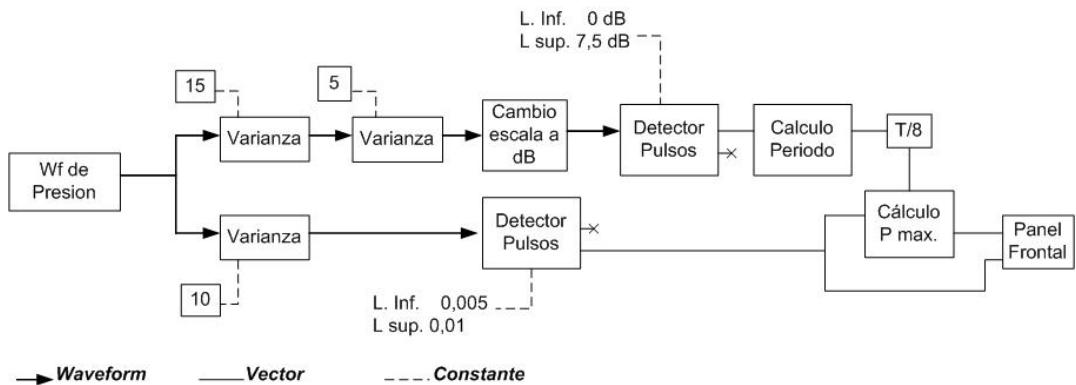 L. Inf. 0 dB
L sup. 7,5 dB
15
5
Varianza
Varianza
Cambio
escala a
dB
Detector
Pulsos
Calculo
Periodo
T/8
Wf de
Presion
Varianza
Detector
Pulsos
Cálculo
P max.
Panel
Frontal
10
L. Inf. 0,005
L sup. 0,01
Waveform
Vector
Constante